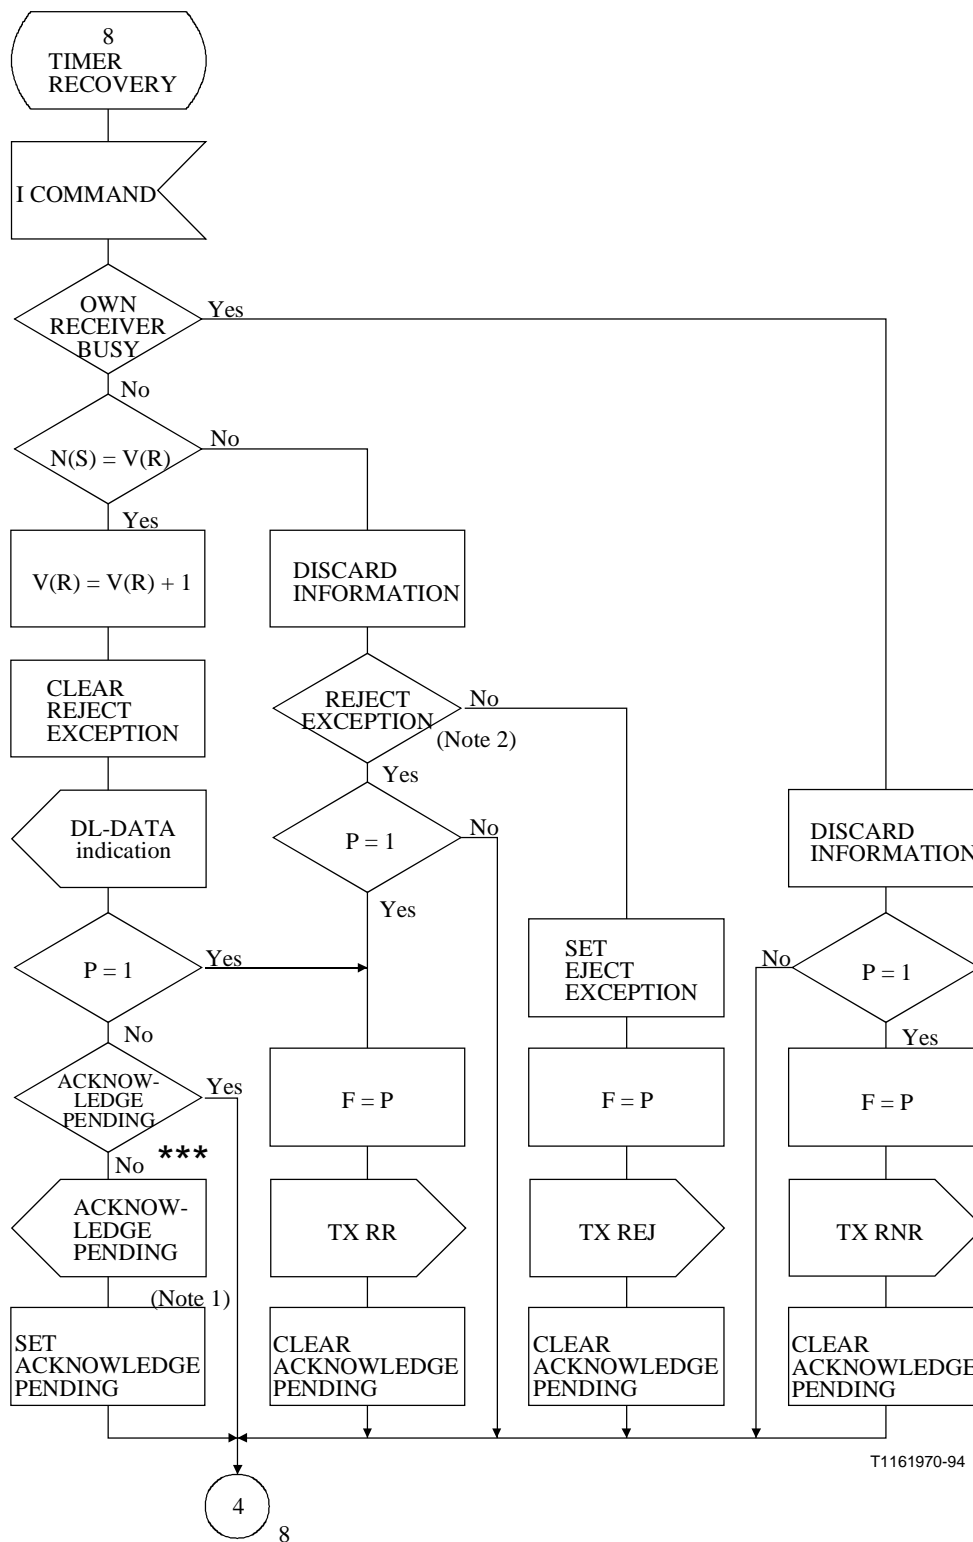 8
TIMER
RECOVERY
I COMMAND
OWN
RECEIVER
BUSY
Yes
No
N(S) = V(R)
No
Yes
V(R) = V(R) + 1
DISCARD
INFORMATION
CLEAR
REJECT
EXCEPTION
REJECT
EXCEPTION
No
(Note 2)
Yes
DL-DATA
indication
P = 1
No
Yes
DISCARD
INFORMATION
P = 1
Yes
No
SET
EJECT
EXCEPTION
No
P = 1
Yes
ACKNOW-
LEDGE
PENDING
Yes
No
***
F = P
F = P
F = P
ACKNOW-
LEDGE
PENDING
(Note 1)
TX RR
TX REJ
TX RNR
SET
ACKNOWLEDGE
PENDING
CLEAR
ACKNOWLEDGE
PENDING
CLEAR
ACKNOWLEDGE
PENDING
CLEAR
ACKNOWLEDGE
PENDING
T1161970-94
4
8